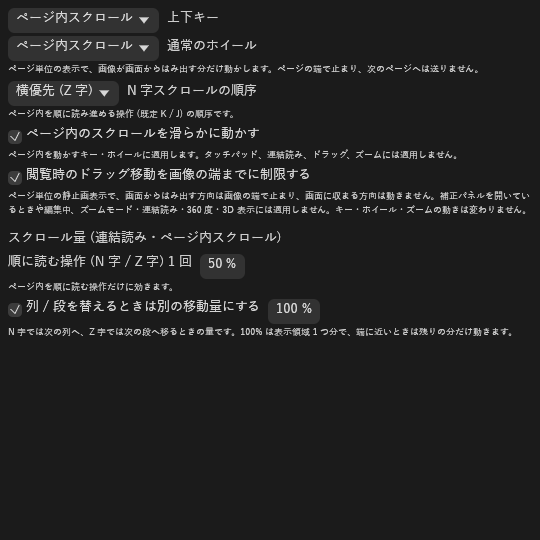 ページ内スクロール 上下キー
ページ内スクロール 通常のホイール
ページ単位の表示で、画像が画面からはみ出す分だけ動かします。ページの端で止まり、次のページへは送りません。
横優先 (Z 字) N 字スクロールの順序
ページ内を順に読み進める操作 (既定 K / J) の順序です。
ページ内のスクロールを滑らかに動かす
ページ内を動かすキー・ホイールに適用します。タッチパッド、連結読み、ドラッグ、ズームには適用しません。
閲覧時のドラッグ移動を画像の端までに制限する
ページ単位の静止画表示で、画面からはみ出す方向は画像の端で止まり、画面に収まる方向は動きません。補正パネルを開いてい
るときや編集中、ズームモード・連結読み・360 度・3D 表示には適用しません。キー・ホイール・ズームの動きは変わりません。
スクロール量 (連結読み・ページ内スクロール)
順に読む操作 (N 字 / Z 字) 1 回 50 %
ページ内を順に読む操作だけに効きます。
列 / 段を替えるときは別の移動量にする 100 %
N 字では次の列へ、Z 字では次の段へ移るときの量です。100% は表示領域 1 つ分で、端に近いときは残りの分だけ動きます。